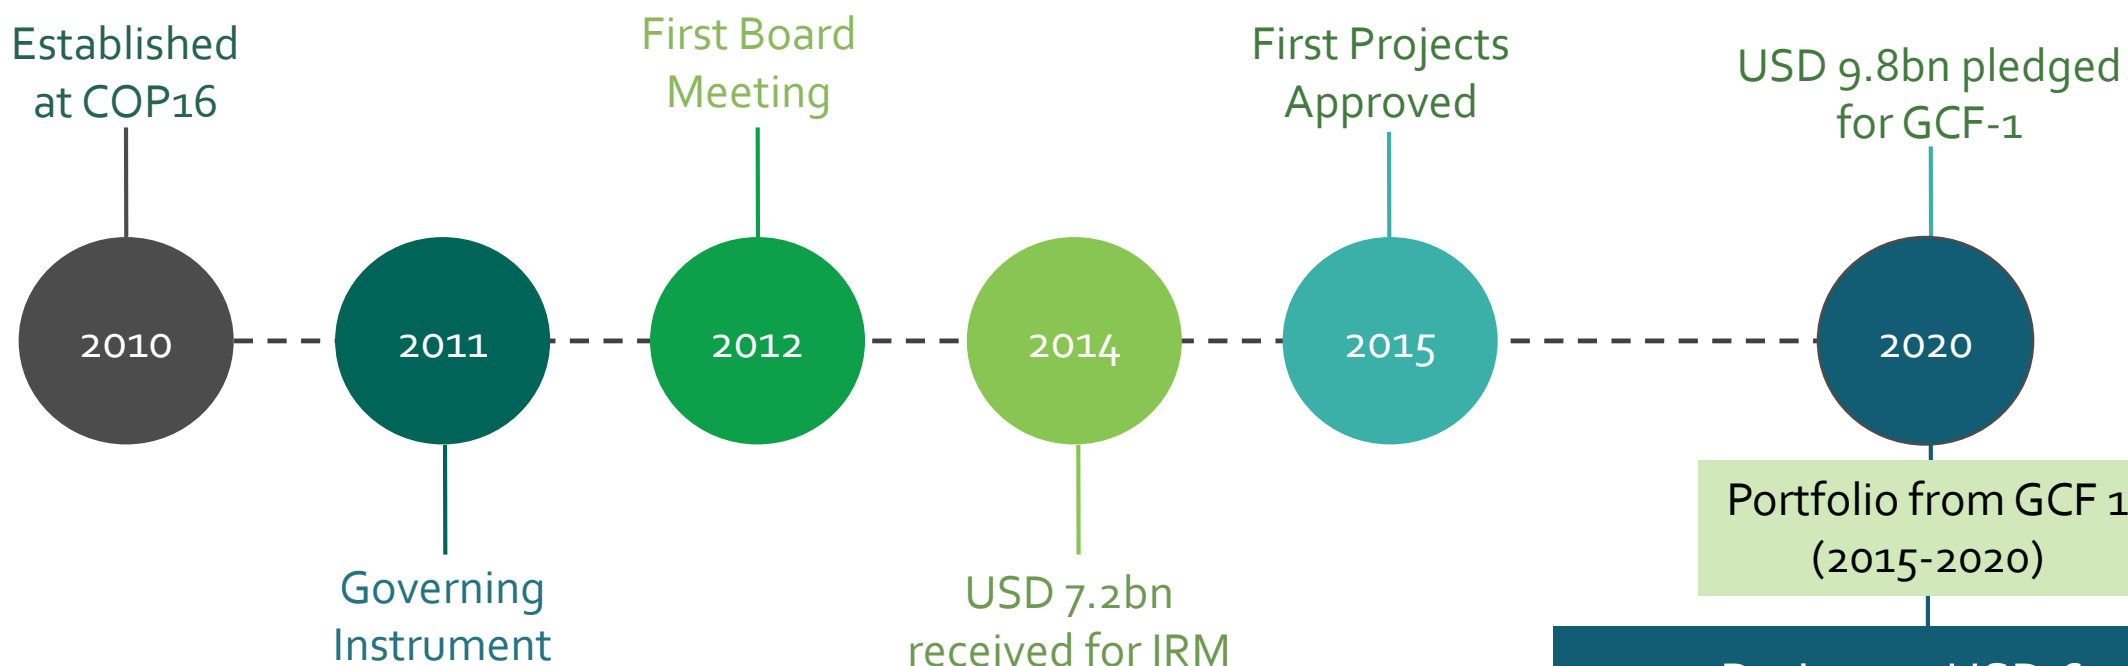 Established
at COP16
First Board
Meeting
First Projects
Approved
USD 9.8bn pledged
for GCF-1
2010
2011
2012
2014
2015
2020
Governing
Instrument
USD 7.2bn
received for IRM
Portfolio from GCF 1
(2015-2020)